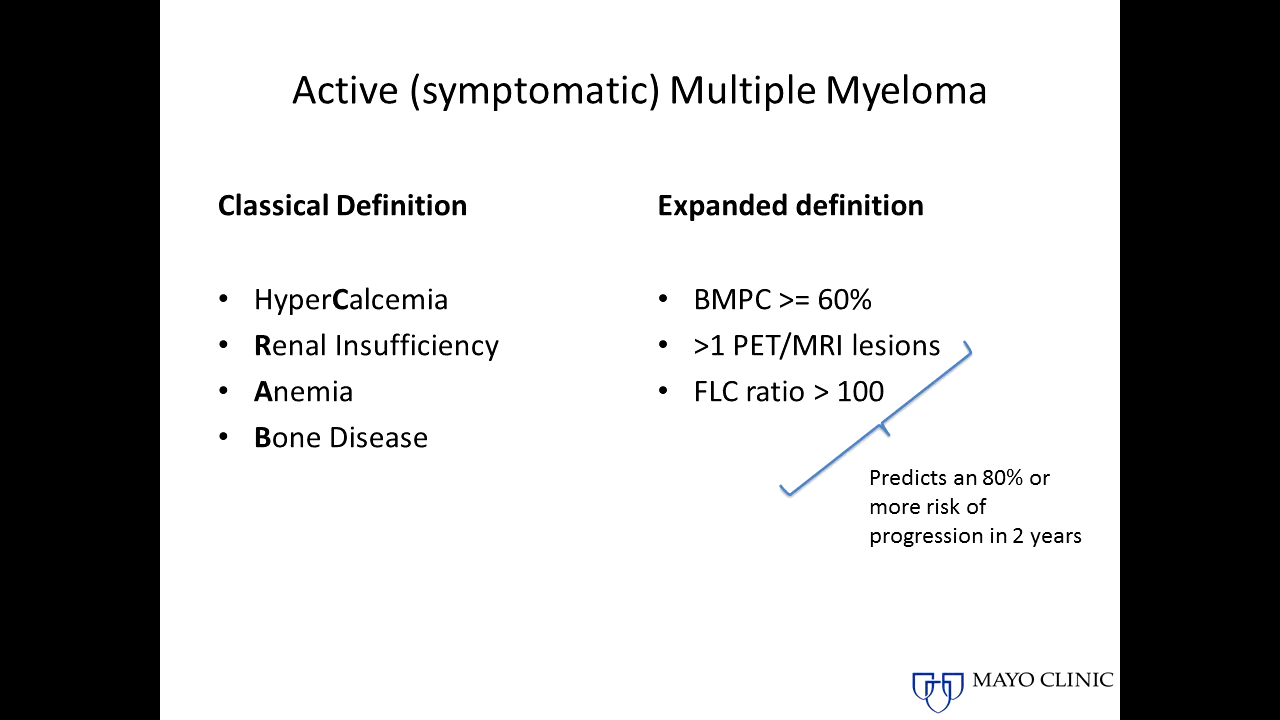 Active (symptomatic) Multiple Myeloma
Classical Definition
• HyperCalcemia
• Renal Insufficiency
• Anemia
• Bone Disease
Expanded definition
• BMPC >= 60%
• >1 PET/MRI lesions
• FLC ratio > 100
Predicts an 80% or
more risk of
progression in 2 years
MAYO CLINIC